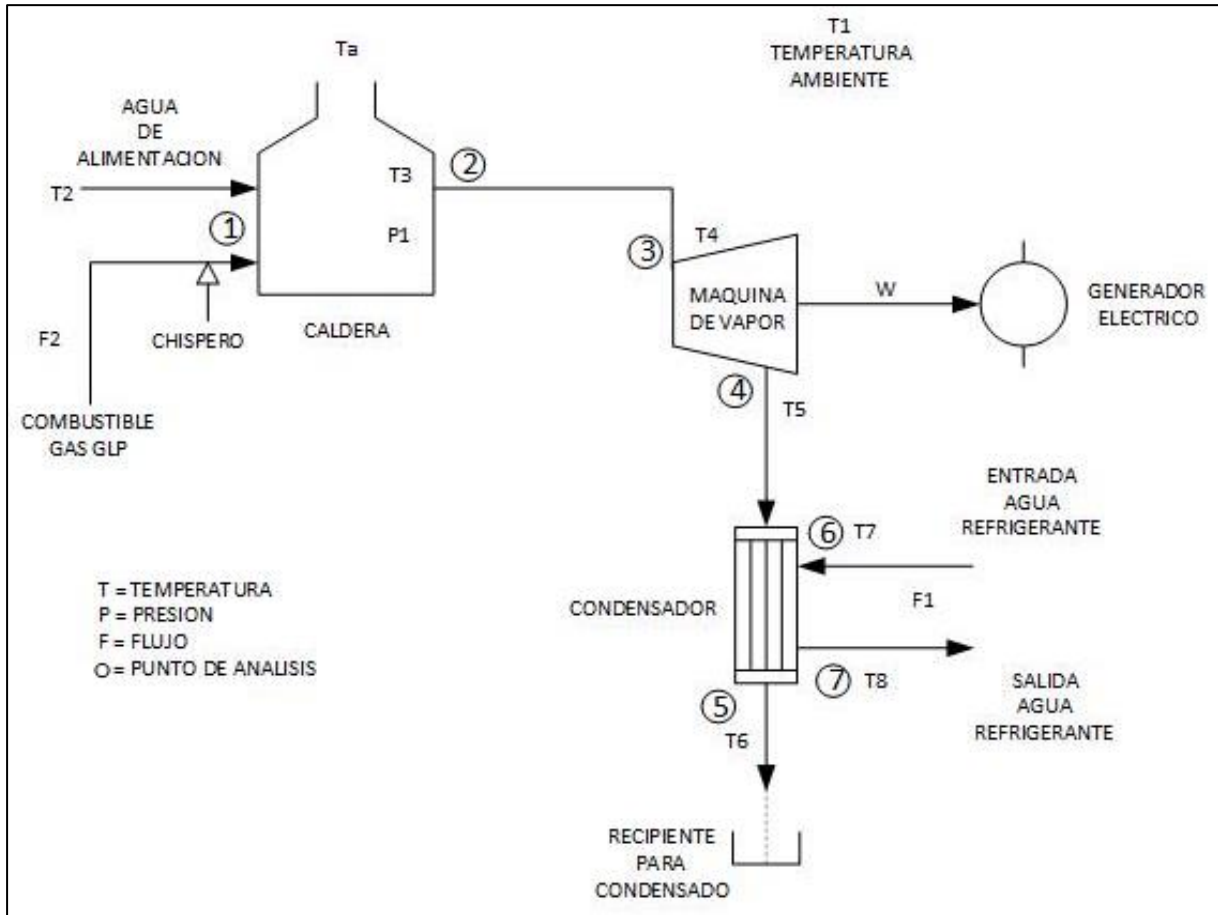 T1
TEMPERATURA
AMBIENTE
Ta
AGUA
DE
ALIMENTACION
T2
T3
P1
①
②
F2
CHISPERO
CALDERA
COMBUSTIBLE
GAS GLP
③
T4
MAQUINA
DE VAPOR
W
GENERADOR
ELECTRICO
④
T5
ENTRADA
AGUA
REFRIGERANTE
⑥ T7
F1
CONDENSADOR
⑦ T8
SALIDA
AGUA
REFRIGERANTE
⑤
T6
RECIPIENTE
PARA
CONDENSADO
T = TEMPERATURA
P = PRESION
F = FLUJO
O = PUNTO DE ANALISIS